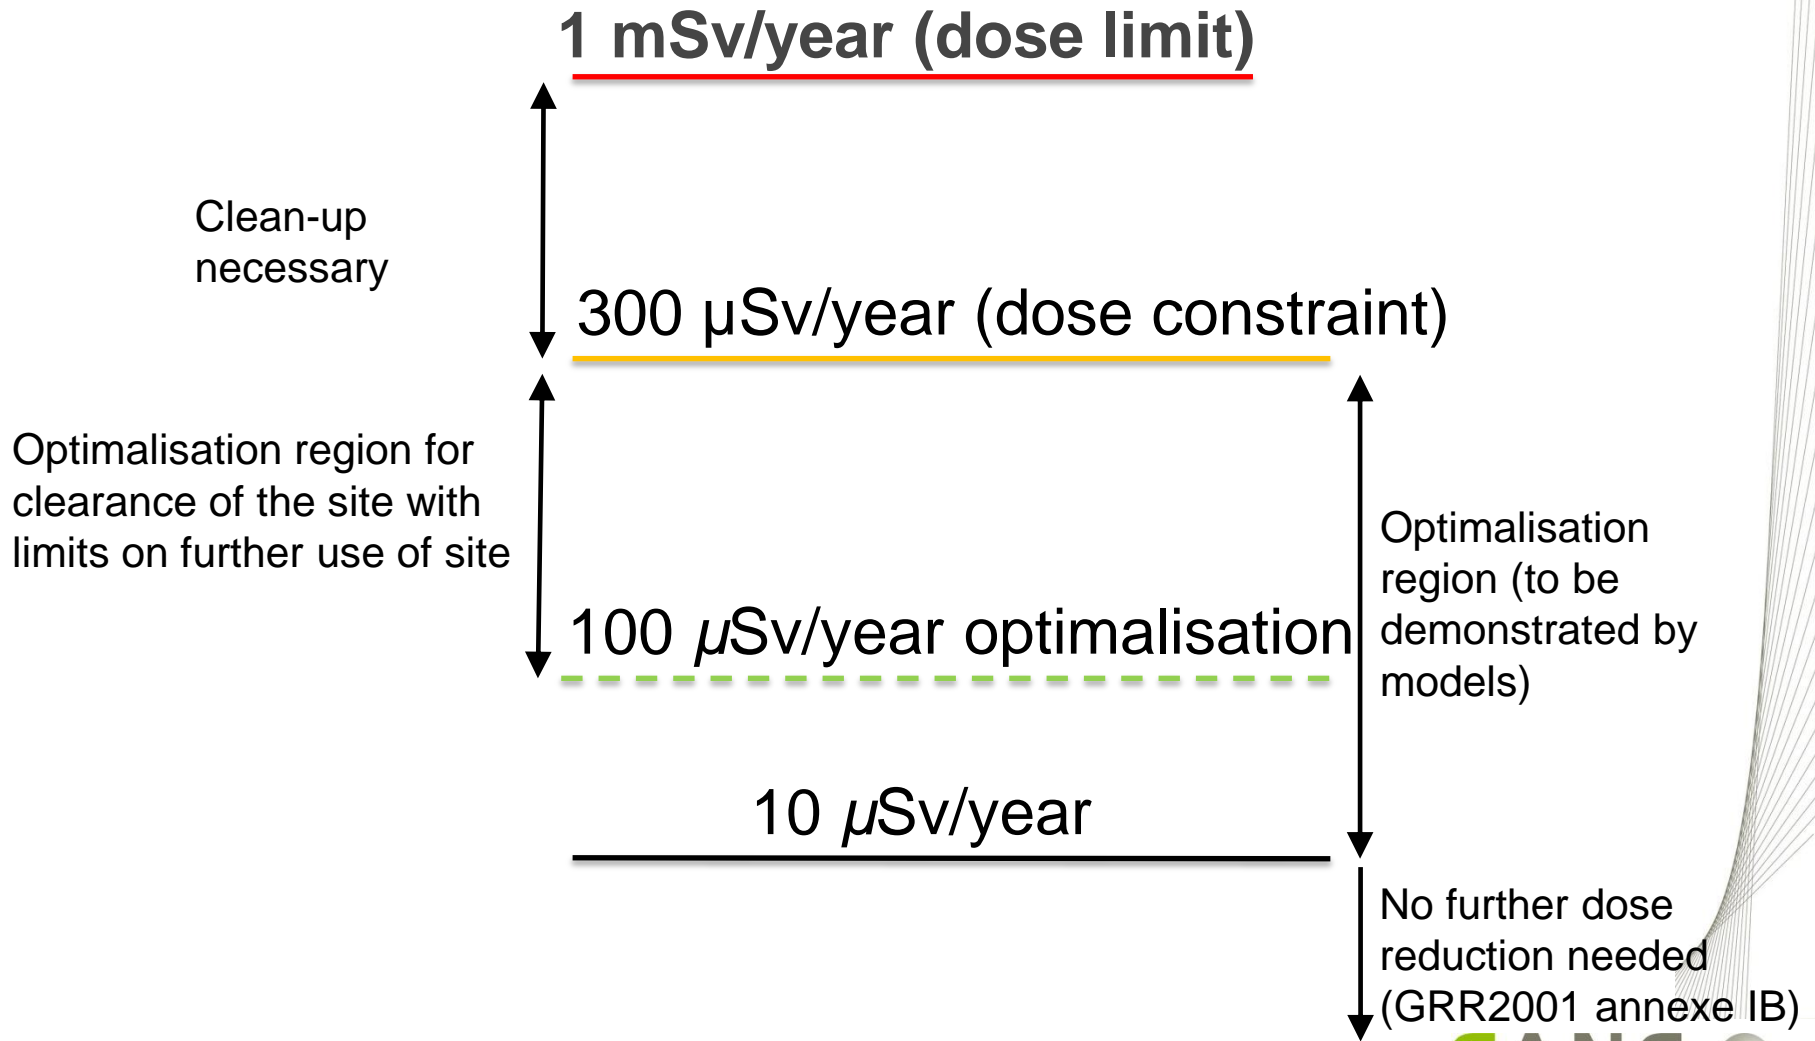 1 mSv/year (dose limit)
Clean-up
necessary
300 µSv/year (dose constraint)
Optimalisation region for
clearance of the site with
limits on further use of site
Optimalisation
region (to be
demonstrated by
models)
100 µSv/year optimalisation
10 µSv/year
No further dose
reduction needed
(GRR2001 annexe IB)